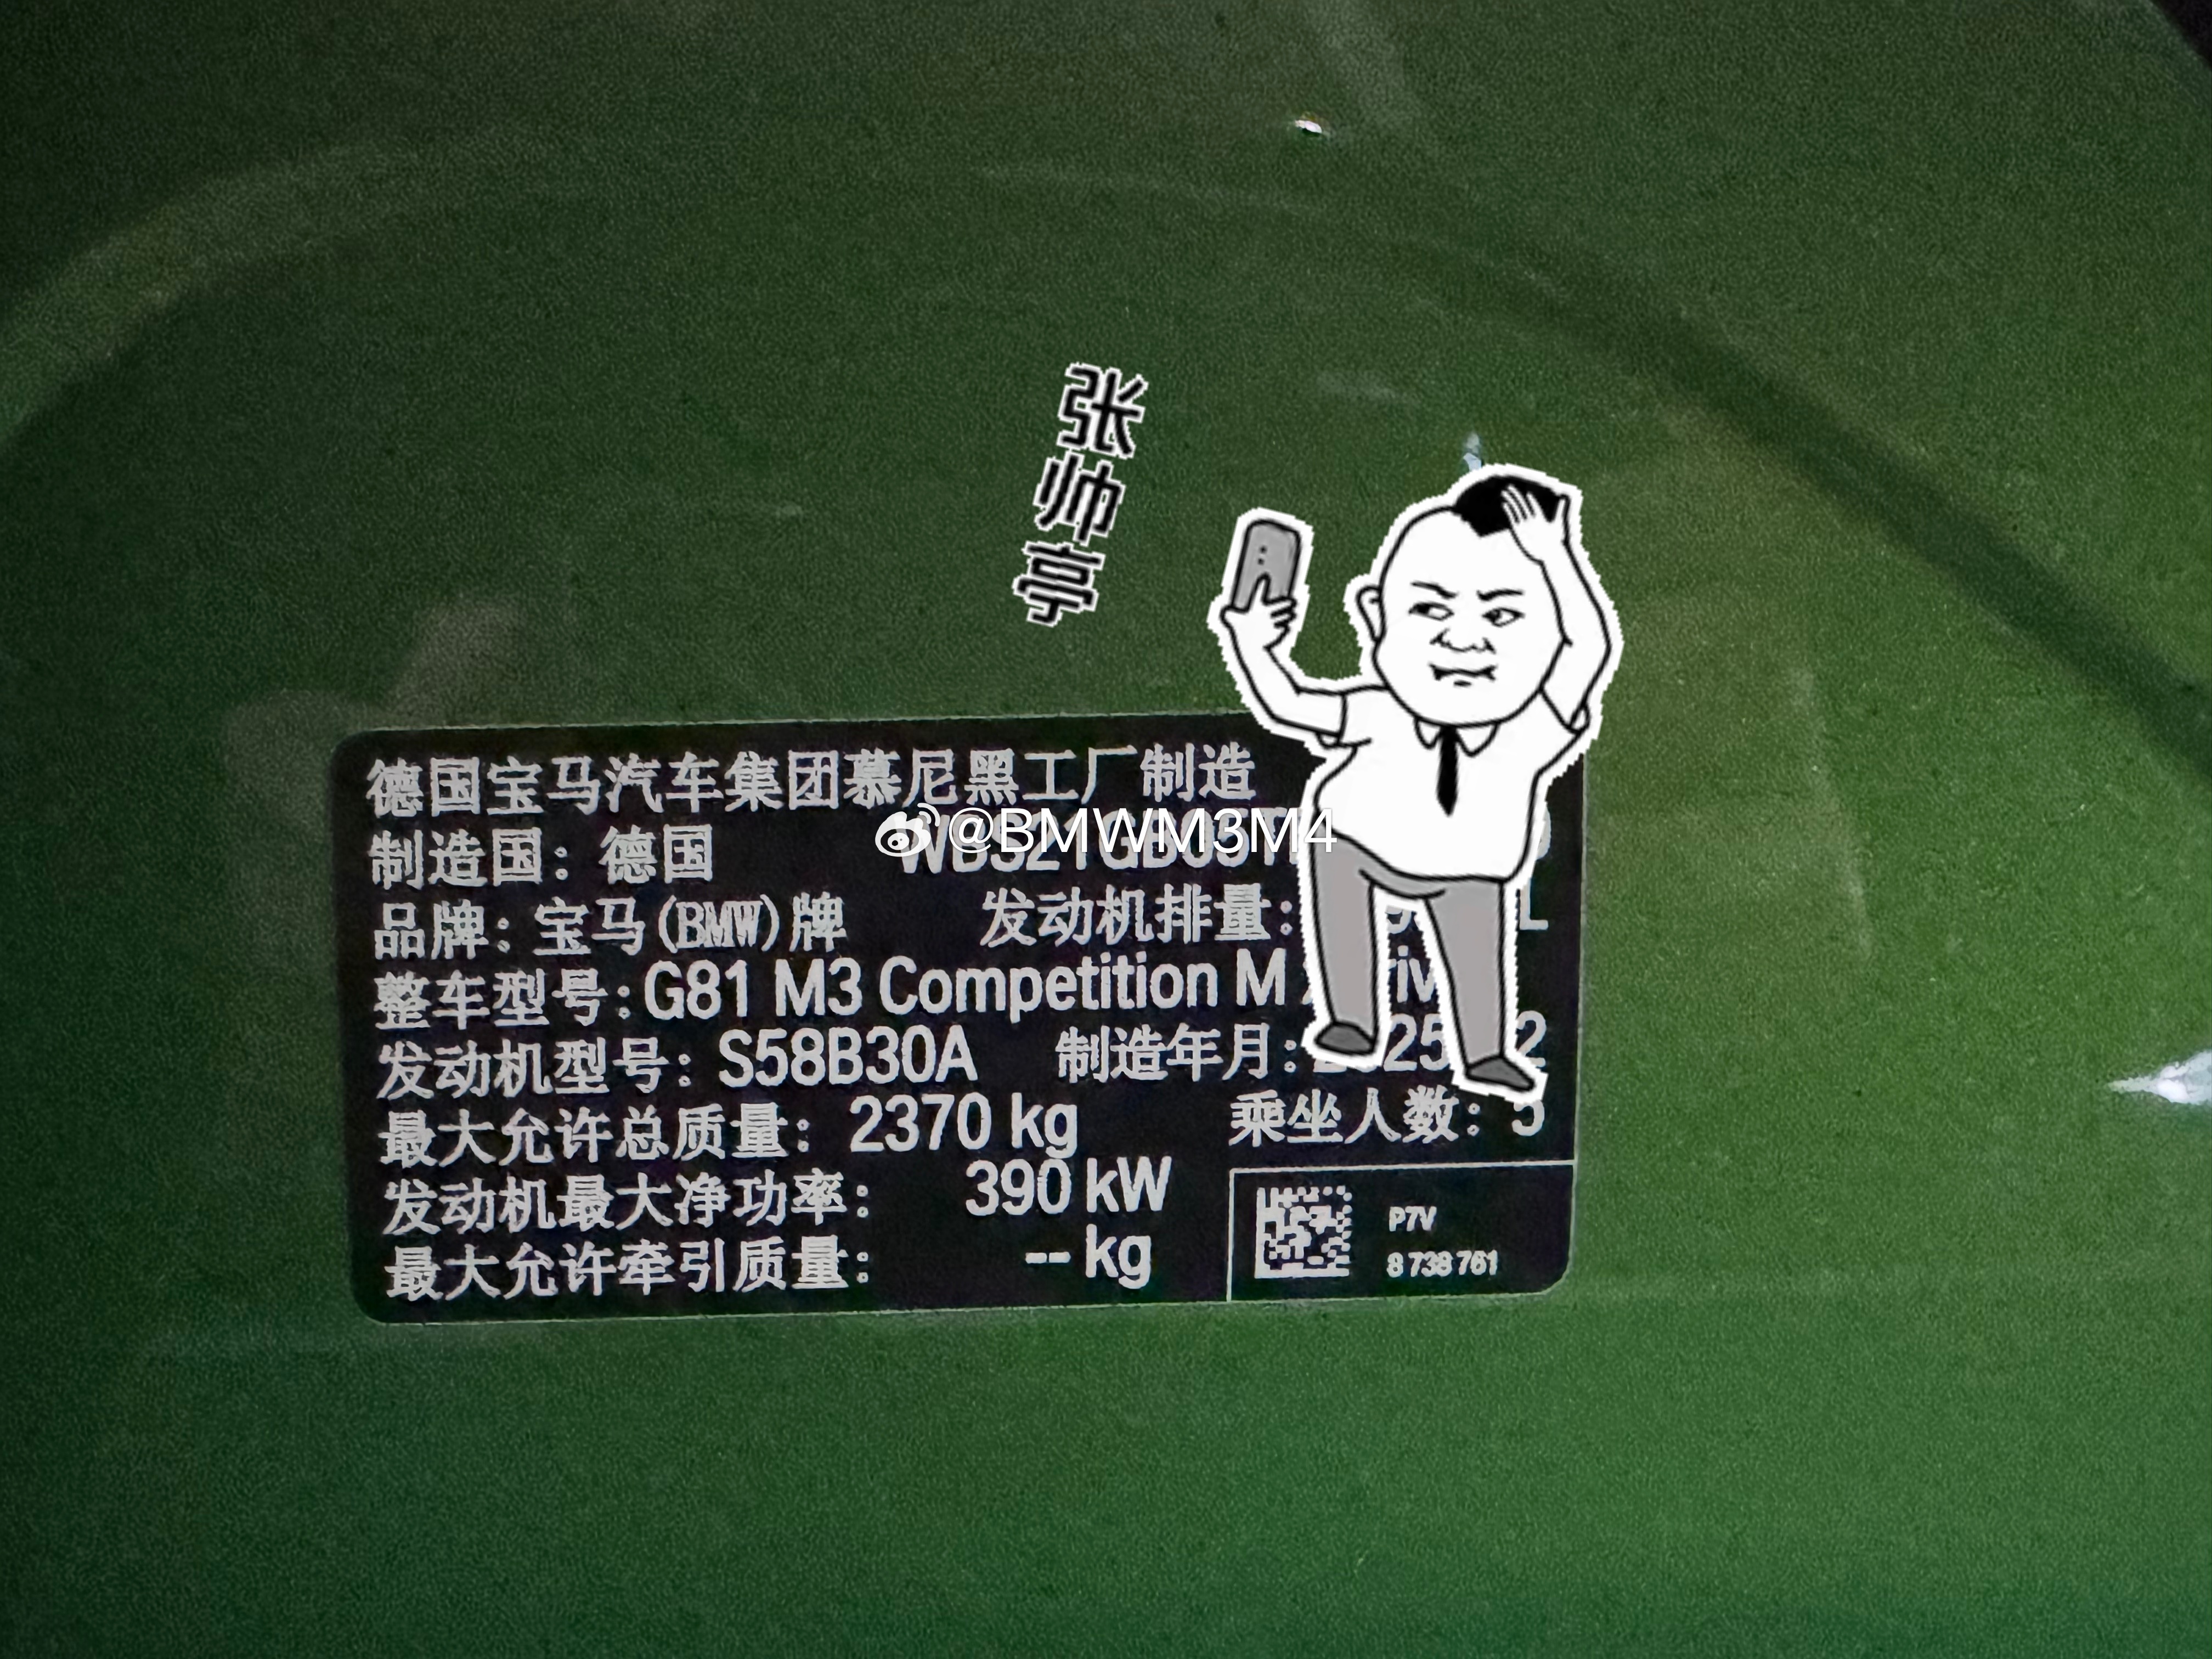 张帅亭
德国宝马汽车集团慕尼黑工厂制造
@BMWM3M4
制造国: 德国
品牌: 宝马(BMW)牌 发动机排量: L
整车型号: G81 M3 Competition M
发动机型号: S58B30A 制造年月:
最大允许总质量: 2370 kg 乘坐人数: 5
发动机最大净功率: 390 kW
最大允许牵引质量: -- kg
P7V
8 738 761